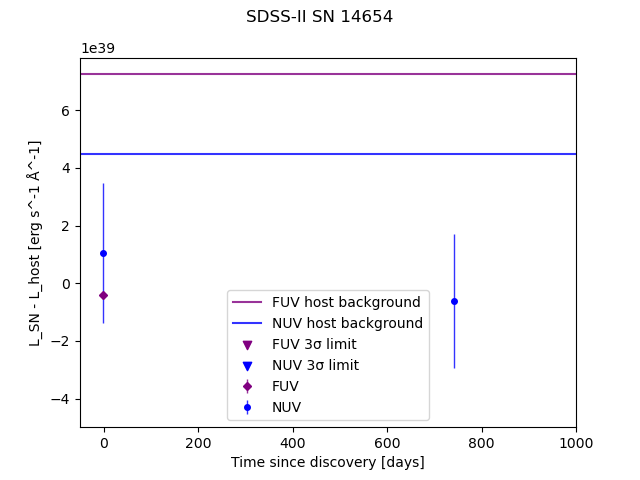 SDSS-II SN 14654
1e39
L_SN - L_host [erg s^-1 Å^-1]
6
4
2
0
−2
−4
FUV host background
NUV host background
FUV 3σ limit
NUV 3σ limit
FUV
NUV
0 200 400 600 800 1000
Time since discovery [days]